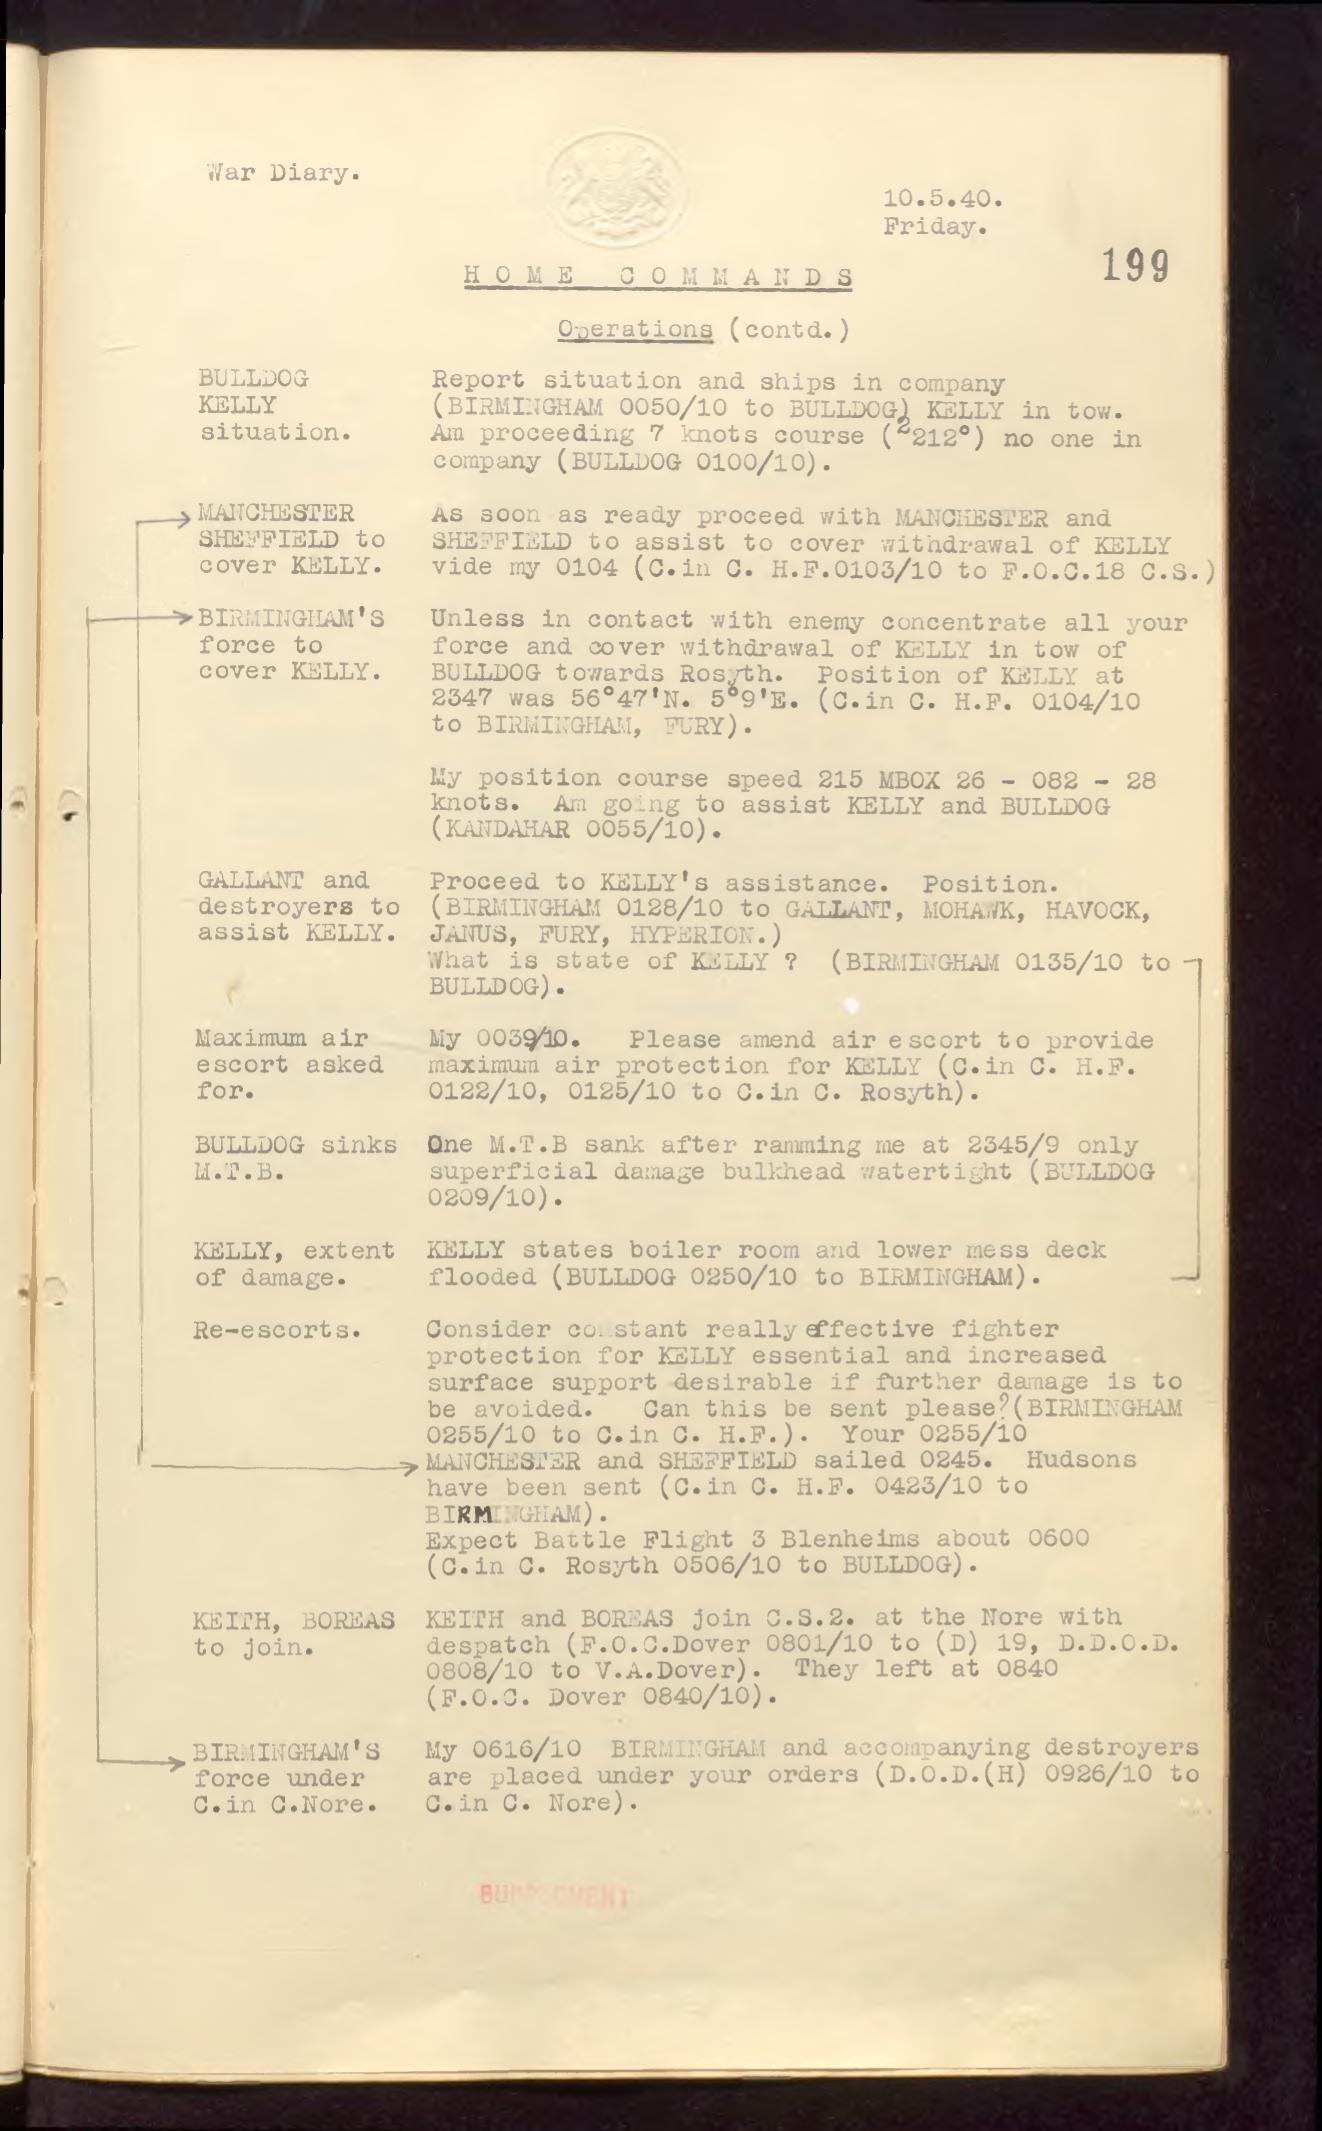 War Diary.
10.5.40.
Friday.
199
HOME COMMANDS
Operations (contd.)
BULLDOG
KELLY
situation.
Report situation and ships in company
(BIRMINGHAM 0050/10 to BULLDOG) KELLY in tow.
Am proceeding 7 knots course (?212°) no one in
company (BULLDOG 0100/10).
MANCHESTER
SHEFFIELD to
cover KELLY.
As soon as ready proceed with MANCHESTER and
SHEFFIELD to assist to cover withdrawal of KELLY
vide my 0104 (C.in C. H.F.0103/10 to F.O.C.18 C.S.)
BIRMINGHAM'S
force to
cover KELLY.
Unless in contact with enemy concentrate all your
force and cover withdrawal of KELLY in tow of
BULLDOG towards Rosyth. Position of KELLY at
2347 was 56°47'N. 5°9'E. (C.in C. H.F. 0104/10
to BIRMINGHAM, FURY).
My position course speed 215 MBOX 26 - 082 - 28
knots. Am going to assist KELLY and BULLDOG
(KANDAHAR 0055/10).
GALLANT and
destroyers to
assist KELLY.
Proceed to KELLY's assistance. Position.
(BIRMINGHAM 0128/10 to GALLANT, MOHAWK, HAVOCK,
JANUS, FURY, HYPERION.)
What is state of KELLY ? (BIRMINGHAM 0135/10 to
BULLDOG).
Maximum air
escort asked
for.
My 0039/10. Please amend air escort to provide
maximum air protection for KELLY (C.in C. H.F.
0122/10, 0125/10 to C.in C. Rosyth).
BULLDOG sinks
M.T.B.
One M.T.B sank after ramming me at 2345/9 only
superficial damage bulkhead watertight (BULLDOG
0209/10).
KELLY, extent
of damage.
KELLY states boiler room and lower mess deck
flooded (BULLDOG 0250/10 to BIRMINGHAM).
Re-escorts.
Consider constant really effective fighter
protection for KELLY essential and increased
surface support desirable if further damage is to
be avoided. Can this be sent please?(BIRMINGHAM
0255/10 to C.in C. H.F.). Your 0255/10
MANCHESTER and SHEFFIELD sailed 0245. Hudsons
have been sent (C.in C. H.F. 0423/10 to
BIRMINGHAM).
Expect Battle Flight 3 Blenheims about 0600
(C.in C. Rosyth 0506/10 to BULLDOG).
KEITH, BOREAS
to join.
KEITH and BOREAS join C.S.2. at the Nore with
despatch (F.O.C.Dover 0801/10 to (D) 19, D.D.O.D.
0808/10 to V.A.Dover). They left at 0840
(F.O.C. Dover 0840/10).
BIRMINGHAM'S
force under
C.in C.Nore.
My 0616/10 BIRMINGHAM and accompanying destroyers
are placed under your orders (D.O.D.(H) 0926/10 to
C.in C. Nore).